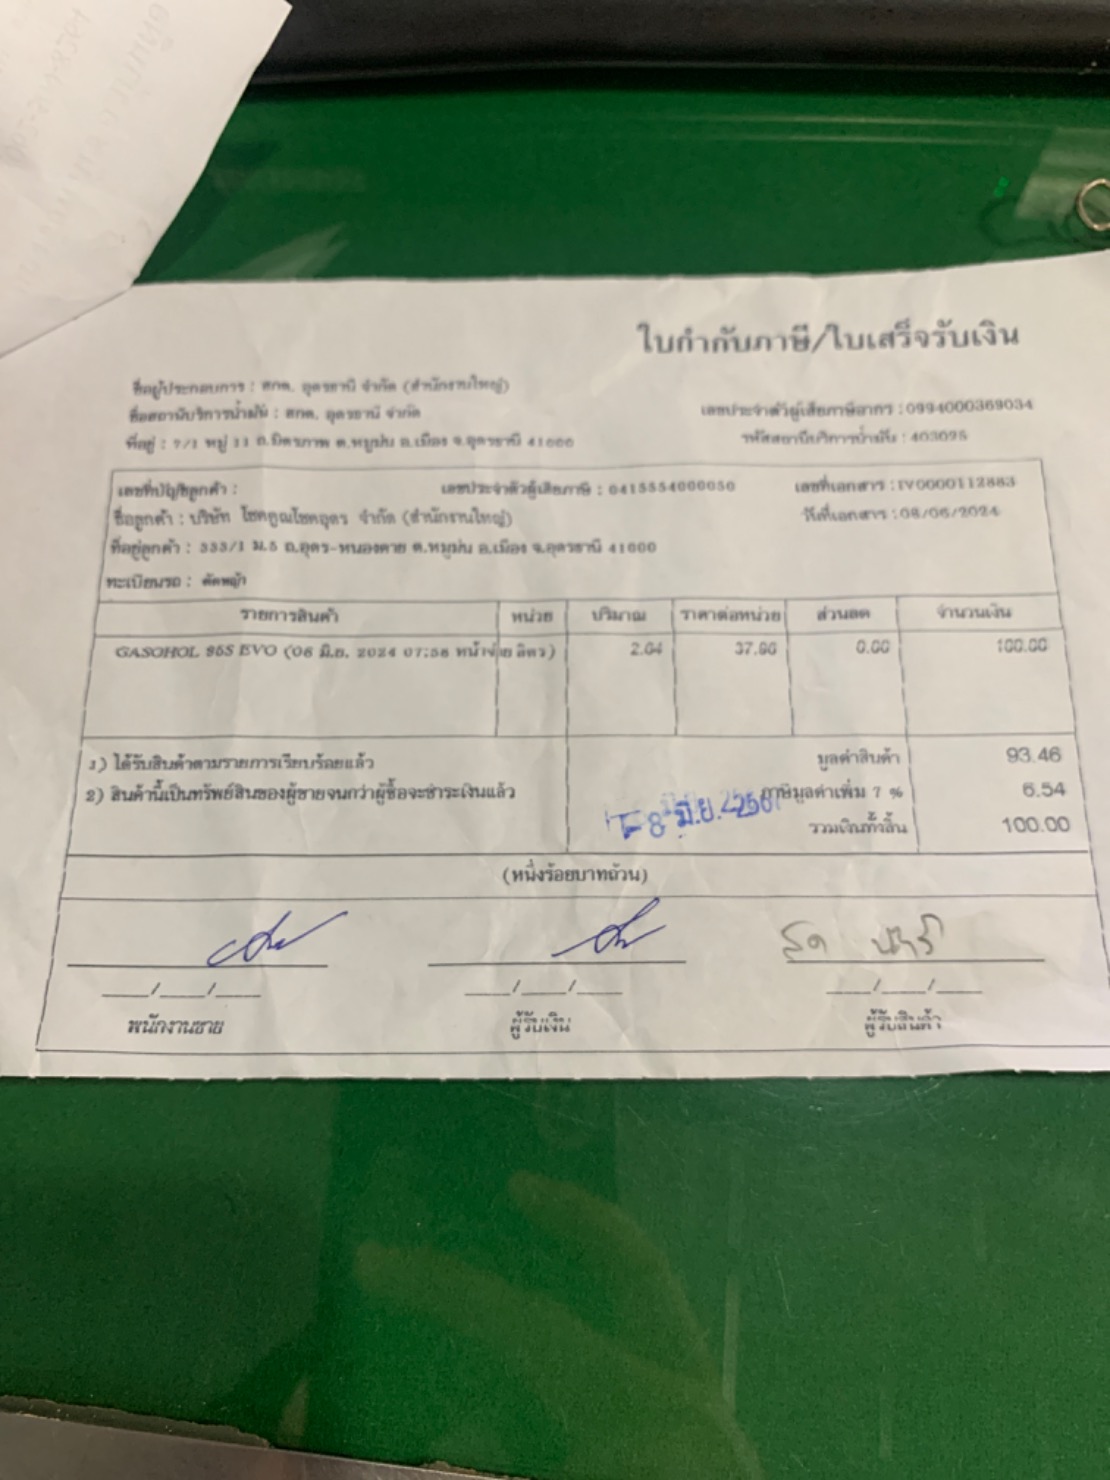 ใบกำกับภาษี/ใบเสร็จรับเงิน
ชื่อผู้ประกอบการ : สกต. อุดรธานี จำกัด (สำนักงานใหญ่)
ชื่อสถานีบริการน้ำมัน : สกต. อุดรธานี จำกัด
เลขประจำตัวผู้เสียภาษีอากร : 0994000369034
ที่อยู่ : 7/1 หมู่ 11 ถ.มิตรภาพ ต.หมูม่น อ.เมือง จ.อุดรธานี 41000
รหัสสถานีบริการน้ำมัน :
เลขที่บัญชีลูกค้า :
เลขประจำตัวผู้เสียภาษี : 0415554000050
เลขที่เอกสาร : IV0000112883
ชื่อลูกค้า : บริษัท โชคคูณโชคอุดร จำกัด (สำนักงานใหญ่)
วันที่เอกสาร : 08/06/2024
ที่อยู่ลูกค้า : 333/1 ม.5 ถ.อุดร-หนองคาย ต.หมูม่น อ.เมือง จ.อุดรธานี 41000
ทะเบียนรถ : ตัดหญ้า
รายการสินค้า หน่วย ปริมาณ ราคาต่อหน่วย ส่วนลด จำนวนเงิน
GASOHOL 95S EVO มิ.ย. 2024 ลิตร) 0.00 100.00
1) ได้รับสินค้าตามรายการเรียบร้อยแล้ว
มูลค่าสินค้า 93.46
2) สินค้านี้เป็นทรัพย์สินของผู้ขายจนกว่าผู้ซื้อจะชำระเงินแล้ว
ภาษีมูลค่าเพิ่ม 7 % 6.54
- 8 มิ.ย. 2567
รวมเงินทั้งสิ้น 100.00
(หนึ่งร้อยบาทถ้วน)
___/___/___ ___/___/___ ___/___/___
พนักงานขาย ผู้รับเงิน ผู้รับสินค้า